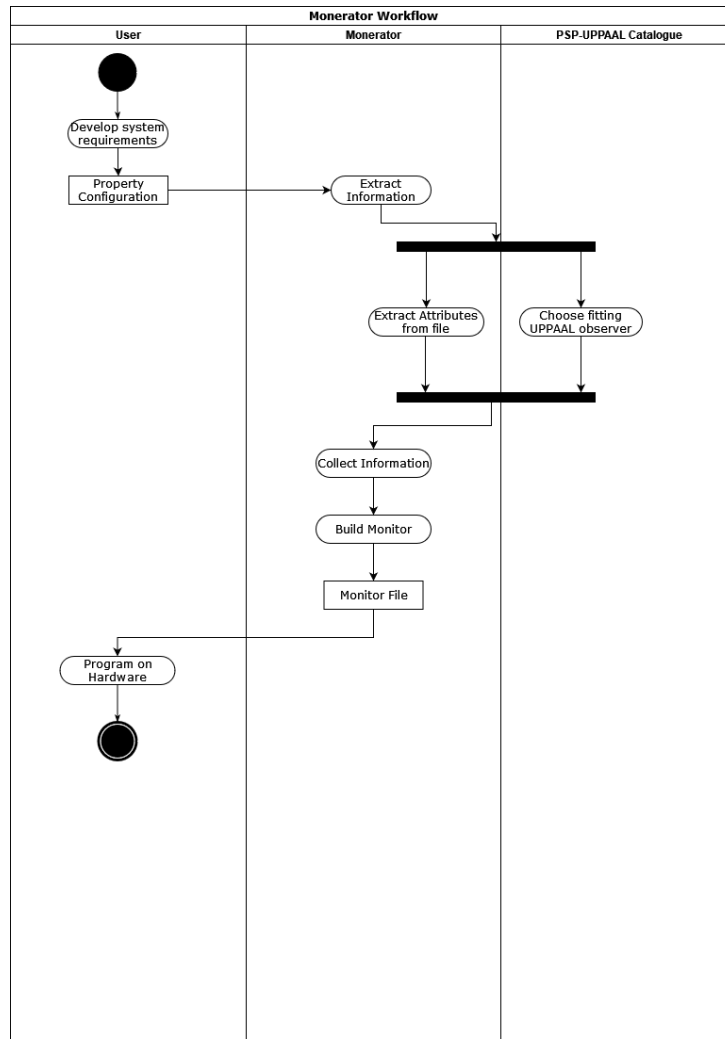 Monerator Workflow
User
Monerator
PSP-UPPAAL Catalogue
Develop system
requirements
Property
Configuration
Extract
Information
Extract Attributes
from file
Choose fitting
UPPAAL observer
Collect Information
Build Monitor
Monitor File
Program on
Hardware